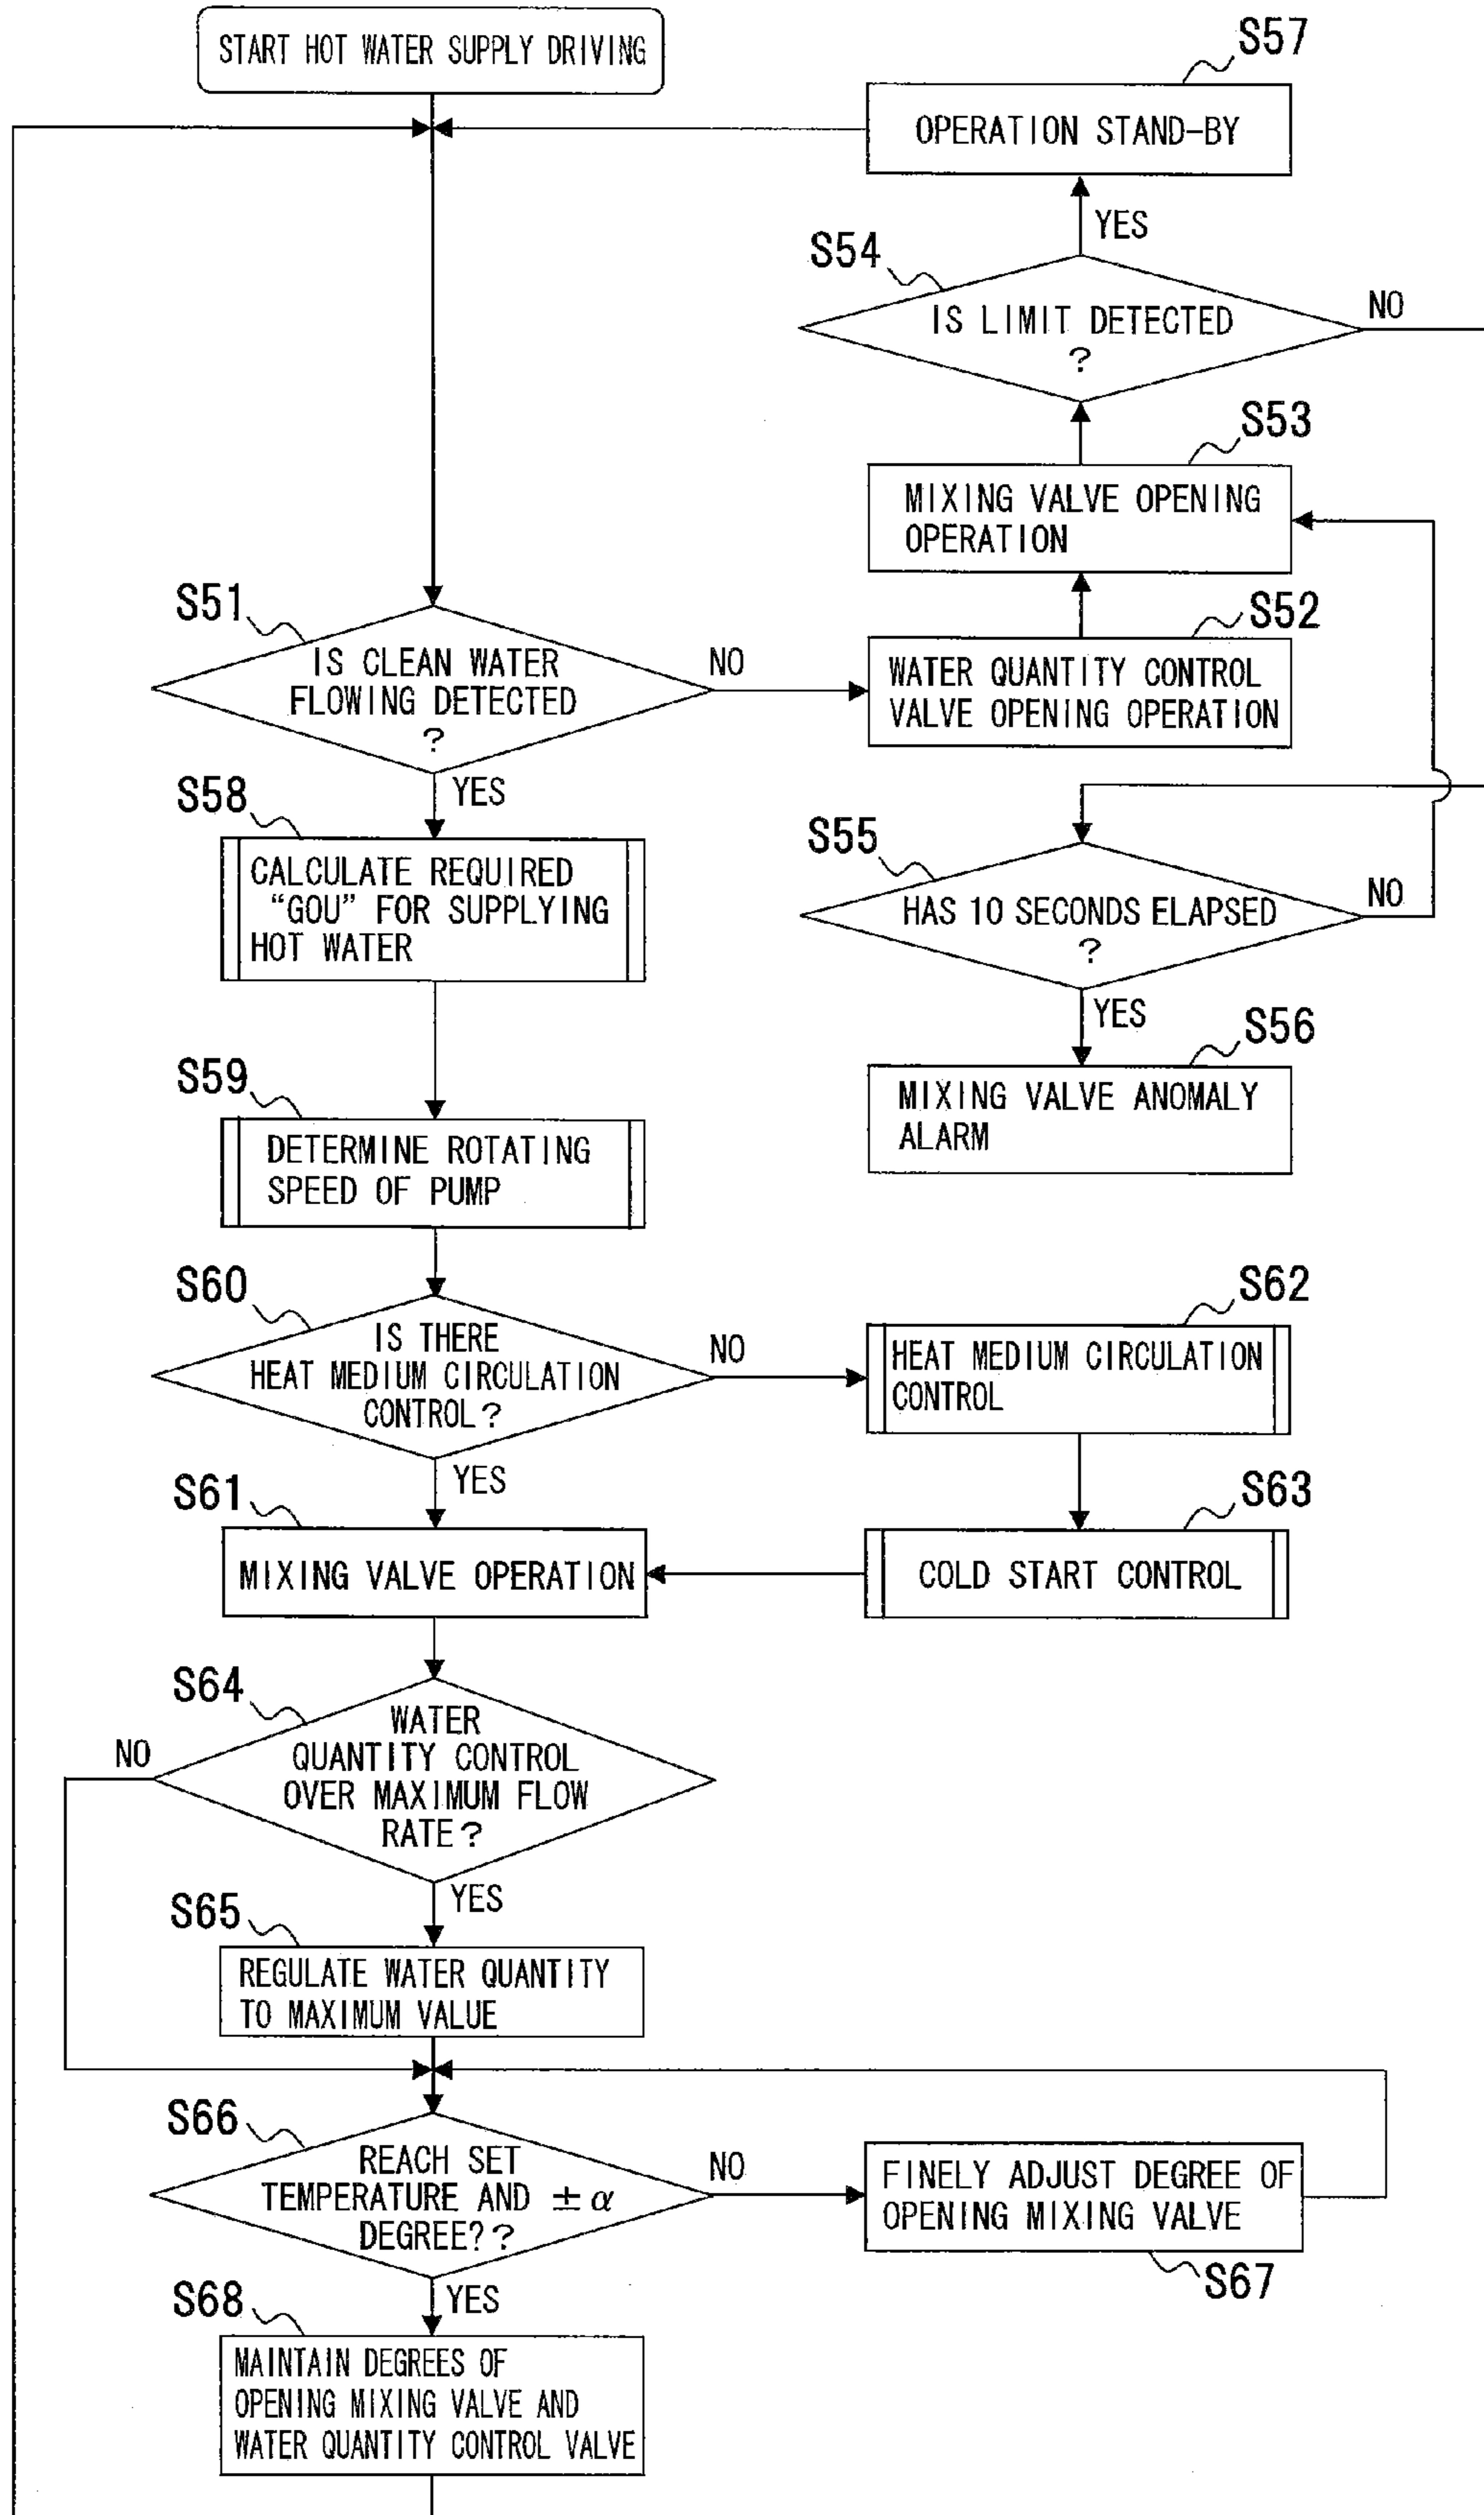 START HOT WATER SUPPLY DRIVING
S57
OPERATION STAND-BY
YES
S54
IS LIMIT DETECTED
?
NO
S53
MIXING VALVE OPENING
OPERATION
S51
IS CLEAN WATER
FLOWING DETECTED
?
NO
S52
WATER QUANTITY CONTROL
VALVE OPENING OPERATION
YES
S58
CALCULATE REQUIRED
“GOU” FOR SUPPLYING
HOT WATER
S55
HAS 10 SECONDS ELAPSED
?
NO
YES
S56
MIXING VALVE ANOMALY
ALARM
S59
DETERMINE ROTATING
SPEED OF PUMP
S60
IS THERE
HEAT MEDIUM CIRCULATION
CONTROL?
NO
S62
HEAT MEDIUM CIRCULATION
CONTROL
YES
S61
MIXING VALVE OPERATION
S63
COLD START CONTROL
S64
WATER
QUANTITY CONTROL
OVER MAXIMUM FLOW
RATE?
NO
YES
S65
REGULATE WATER QUANTITY
TO MAXIMUM VALUE
S66
REACH SET
TEMPERATURE AND ±α
DEGREE??
NO
FINELY ADJUST DEGREE OF
OPENING MIXING VALVE
S67
YES
S68
MAINTAIN DEGREES OF
OPENING MIXING VALVE AND
WATER QUANTITY CONTROL VALVE